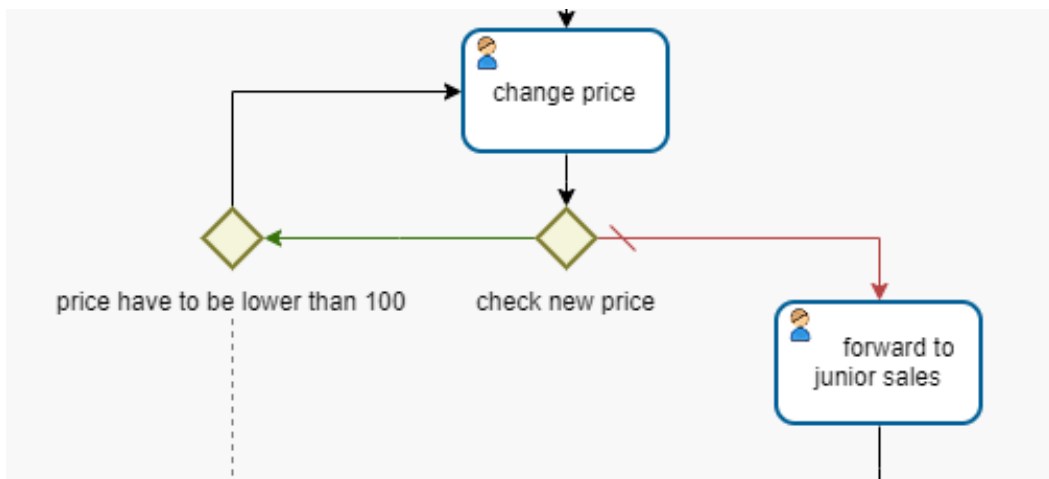 change price
price have to be lower than 100
check new price
forward to
junior sales